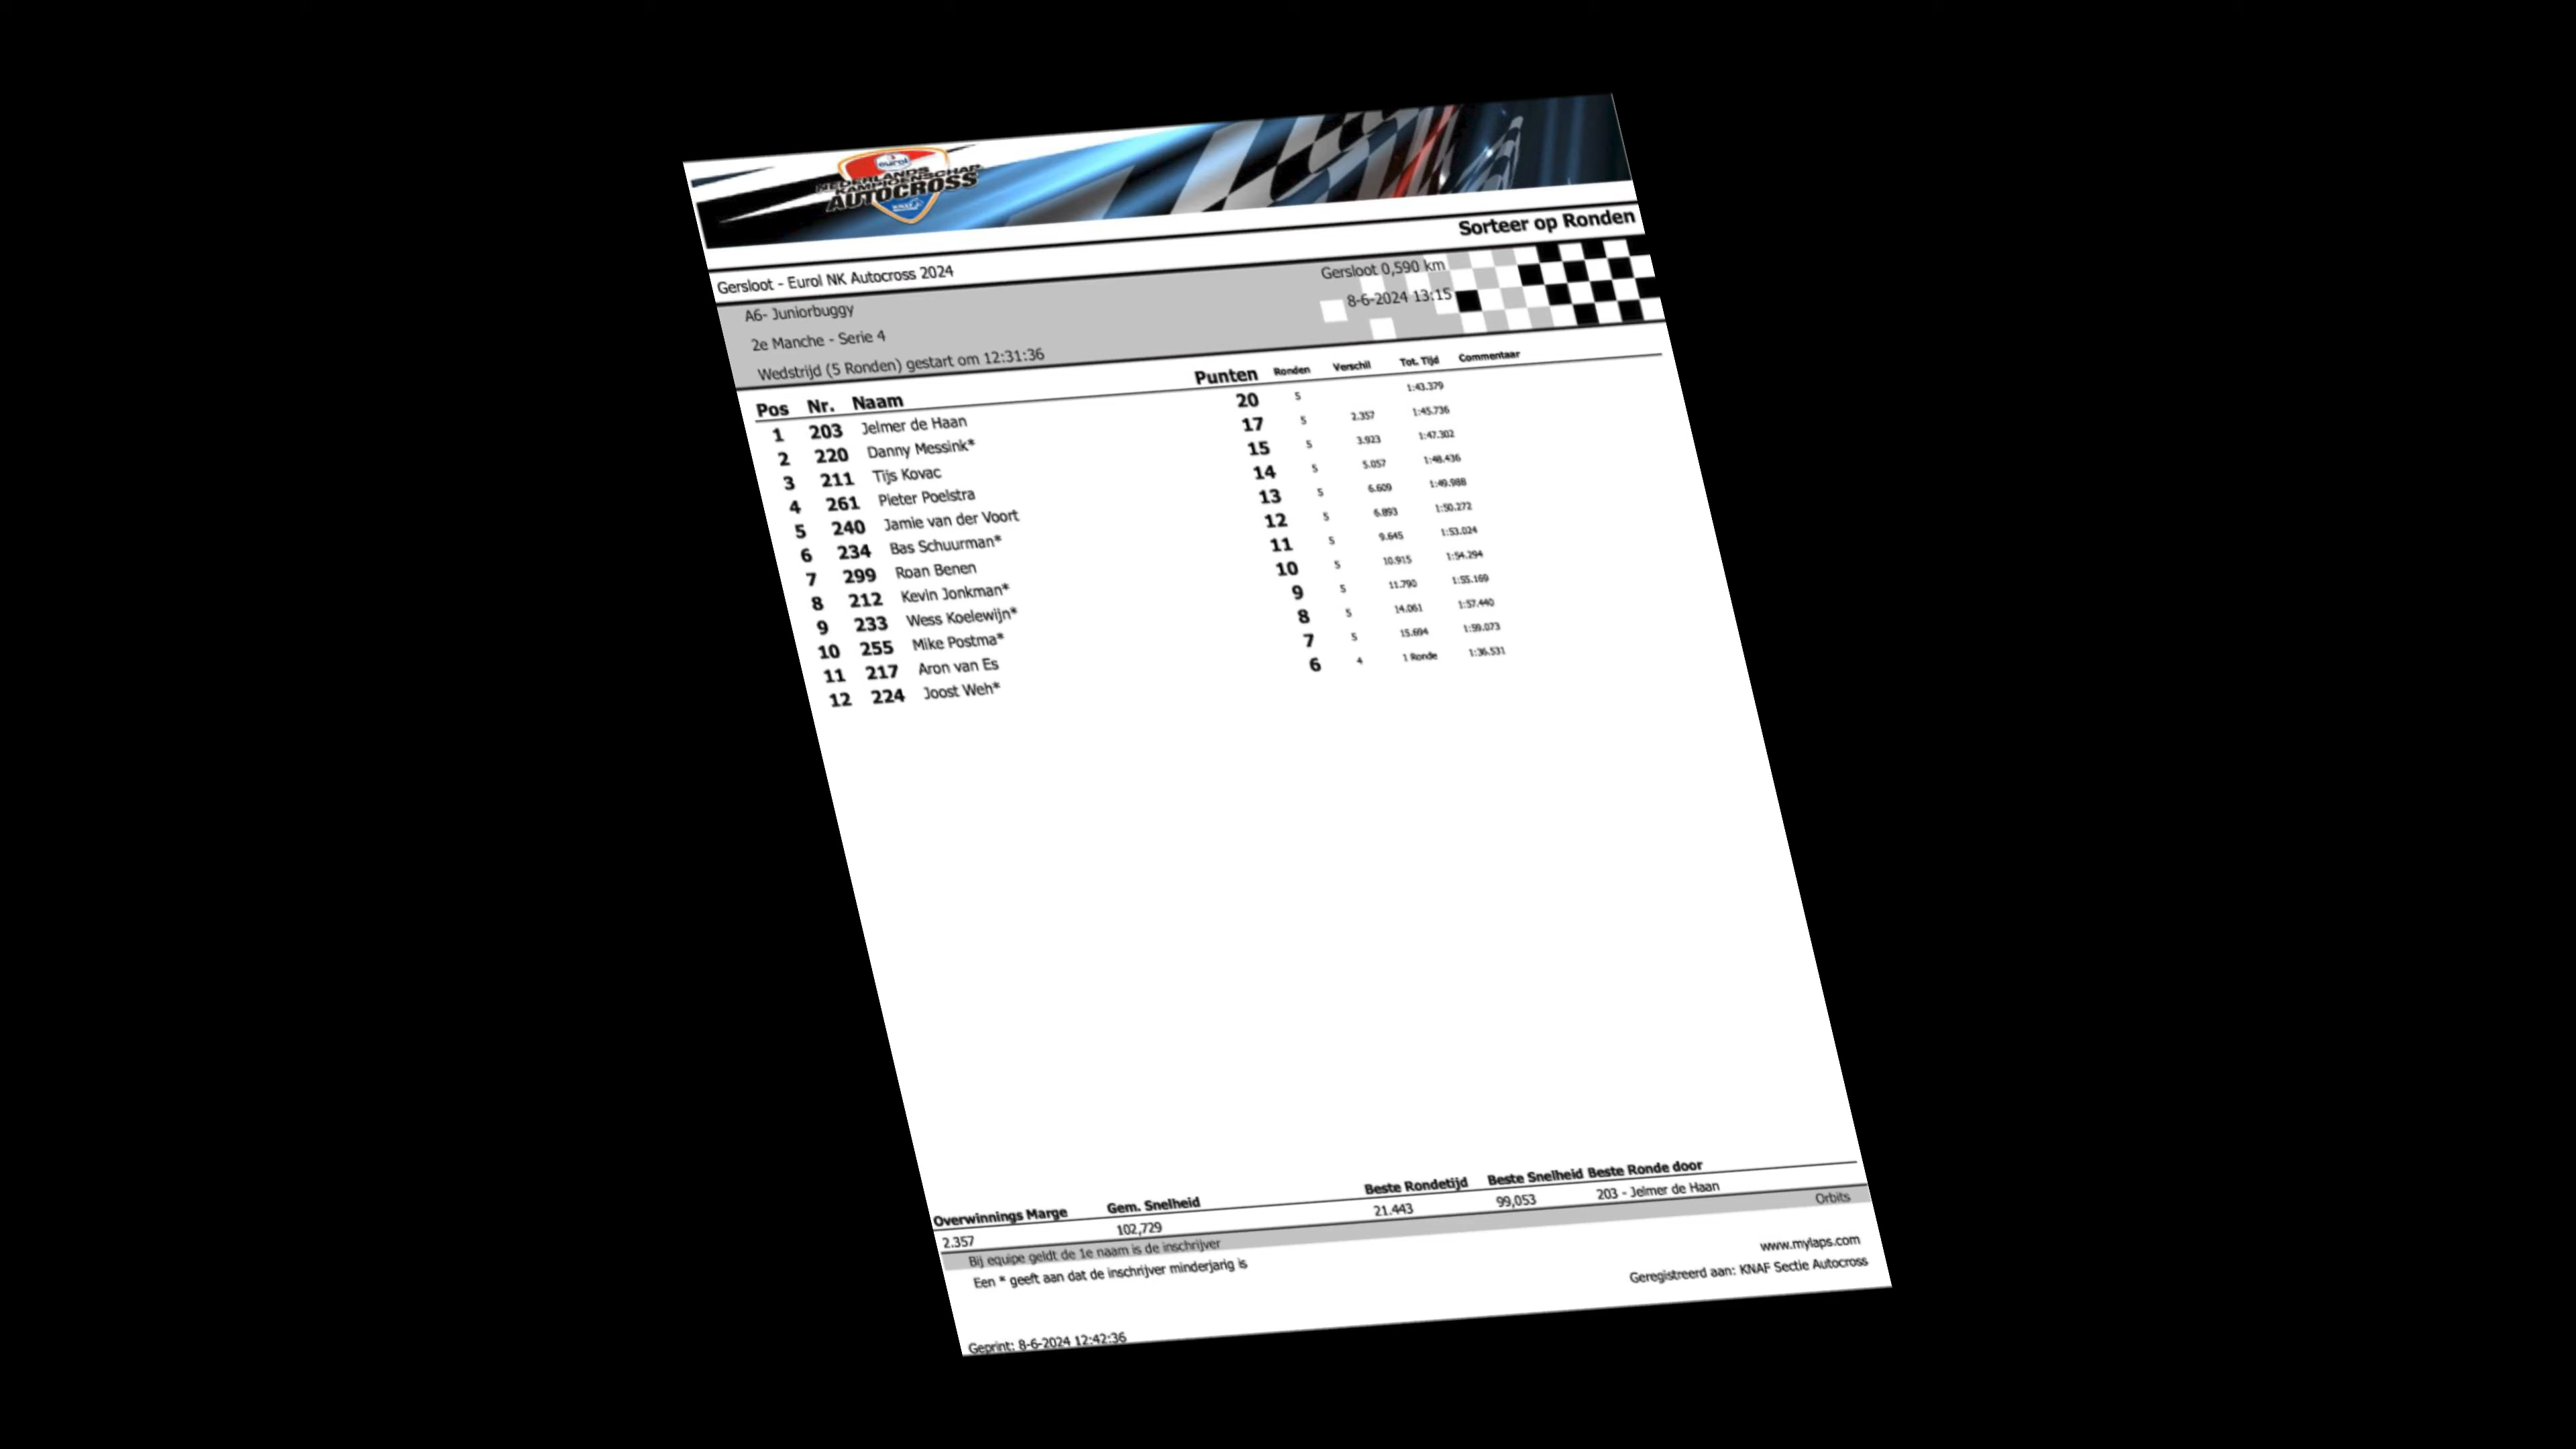 eurol
NEDERLANDS
KAMPIOENSCHAP
AUTOCROSS
KNAF
Sorteer op Ronden
Gersloot - Eurol NK Autocross 2024
A6- Juniorbuggy Gersloot 0,590 km
2e Manche - Serie 4 8-6-2024 13:15
Wedstrijd (5 Ronden) gestart om 12:31:36
Pos Nr. Naam Punten Ronden Verschil Tot. Tijd Commentaar
1 203 Jelmer de Haan 20 5 1:43.379
2 220 Danny Messink* 17 5 2.357 1:45.736
3 211 Tijs Kovac 15 5 3.923 1:47.302
4 261 Pieter Poelstra 14 5 5.057 1:48.436
5 240 Jamie van der Voort 13 5 6.609 1:49.988
6 234 Bas Schuurman* 12 5 6.893 1:50.272
7 299 Roan Benen 11 5 9.645 1:53.024
8 212 Kevin Jonkman* 10 5 10.915 1:54.294
9 233 Wess Koelewijn* 9 5 11.790 1:55.169
10 255 Mike Postma* 8 5 14.061 1:57.440
11 217 Aron van Es 7 5 15.694 1:59.073
12 224 Joost Weh* 6 4 1 Ronde 1:36.531
Overwinnings Marge Gem. Snelheid Beste Rondetijd Beste Snelheid Beste Ronde door
2.357 102,729 21.443 99,053 203 - Jelmer de Haan
Bij equipe geldt de 1e naam is de inschrijver Orbits
Een * geeft aan dat de inschrijver minderjarig is
www.mylaps.com
Geregistreerd aan: KNAF Sectie Autocross
Geprint: 8-6-2024 12:42:36